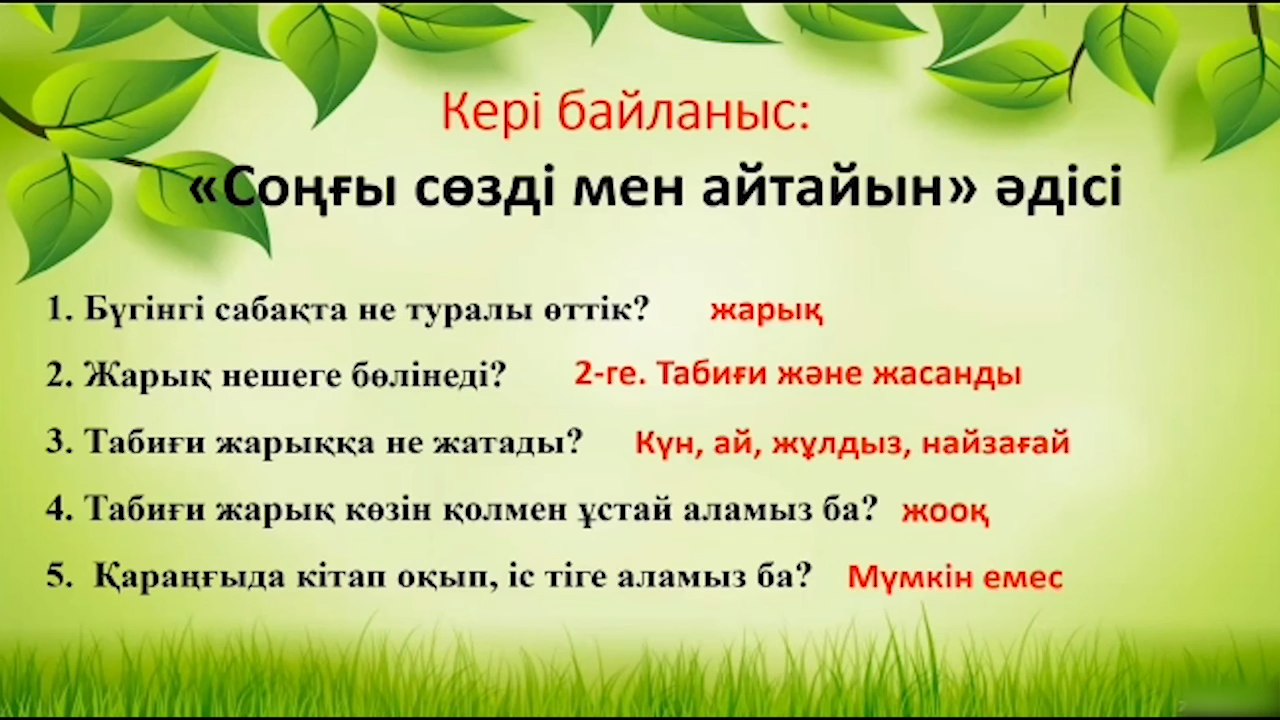 Кері байланыс:
«Соңғы сөзді мен айтайын» әдісі
1. Бүгінгі сабақта не туралы өттік? жарық
2. Жарық нешеге бөлінеді? 2-ге. Табиғи және жасанды
3. Табиғи жарыққа не жатады? Күн, ай, жұлдыз, найзағай
4. Табиғи жарық көзін қолмен ұстай аламыз ба? жооқ
5. Қараңғыда кітап оқып, іс тіге аламыз ба? Мүмкін емес